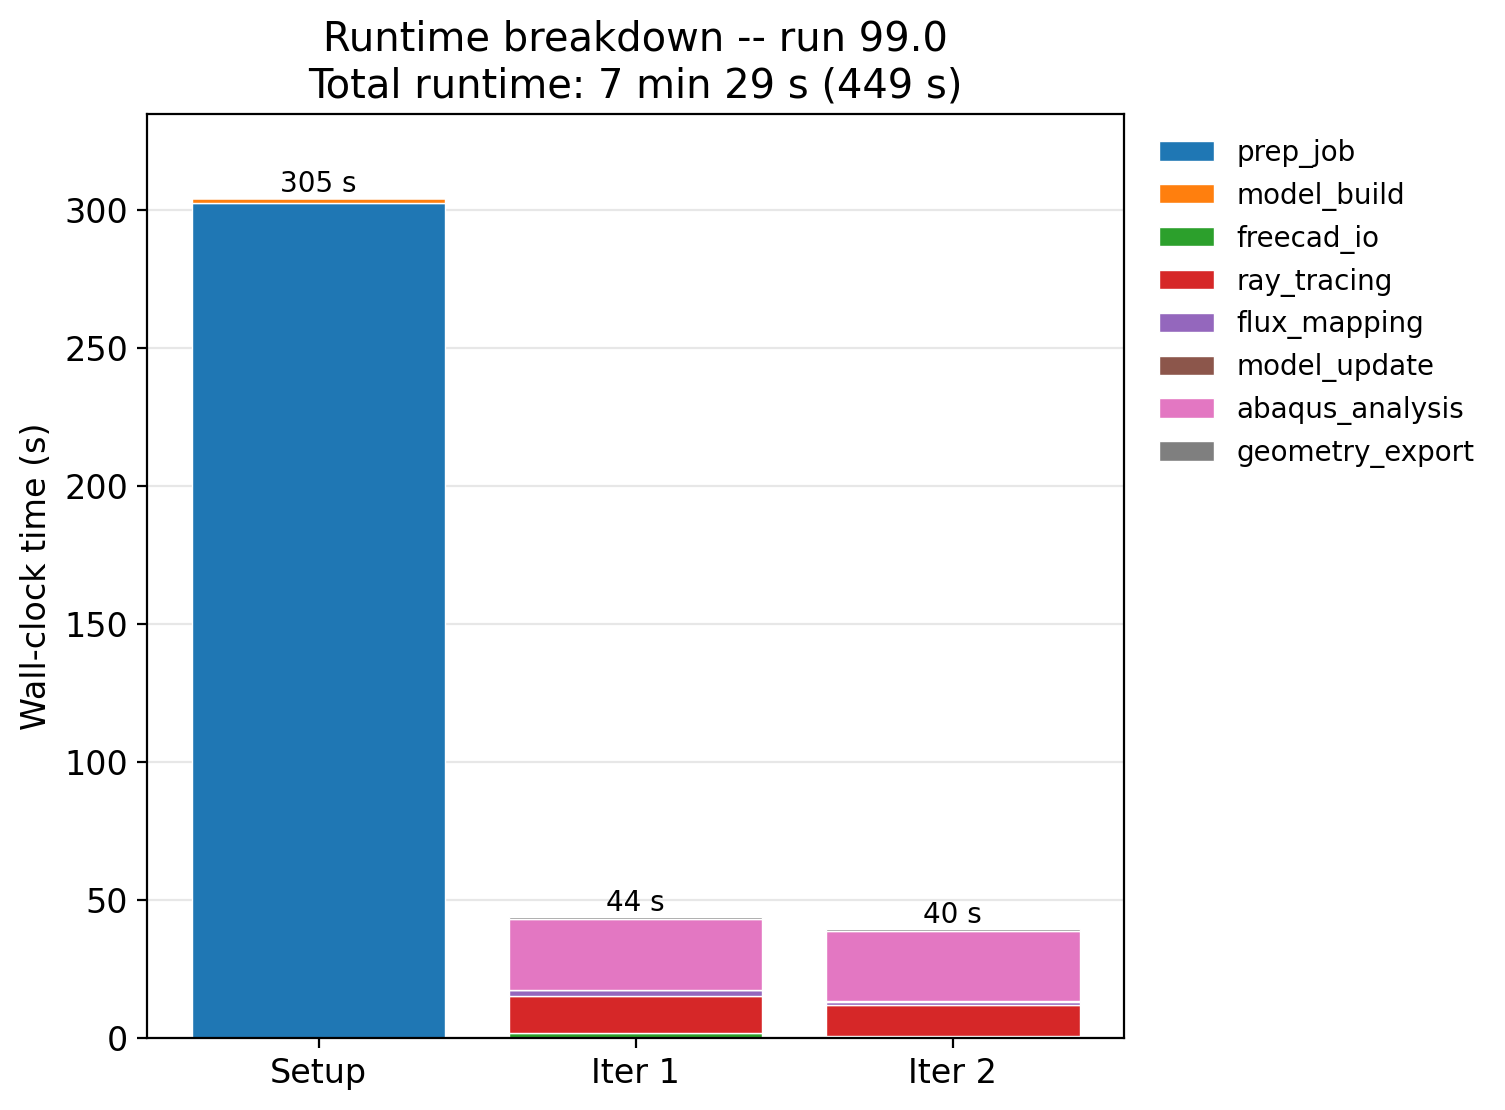 Runtime breakdown -- run 99.0
Total runtime: 7 min 29 s (449 s)
Wall-clock time (s)
300
250
200
150
100
50
0
305 s
44 s
40 s
Setup
Iter 1
Iter 2
prep_job
model_build
freecad_io
ray_tracing
flux_mapping
model_update
abaqus_analysis
geometry_export